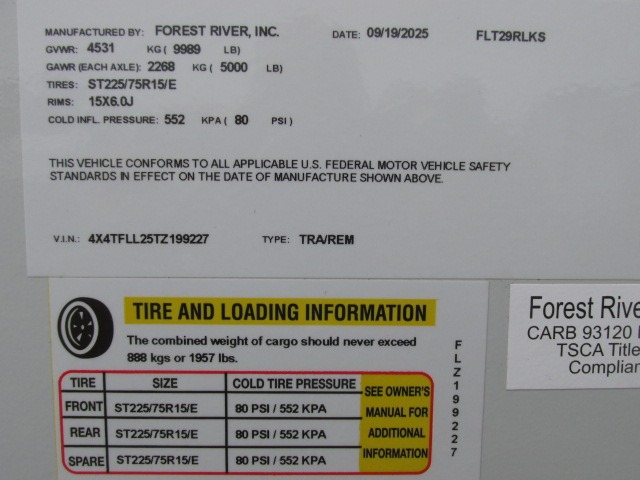 MANUFACTURED BY: FOREST RIVER, INC. DATE: 09/19/2025 FLT29RLKS
GVWR: 4531 KG ( 9989 LB)
GAWR (EACH AXLE): 2268 KG ( 5000 LB)
TIRES: ST225/75R15/E
RIMS: 15X6.0J
COLD INFL. PRESSURE: 552 KPA ( 80 PSI )
THIS VEHICLE CONFORMS TO ALL APPLICABLE U.S. FEDERAL MOTOR VEHICLE SAFETY
STANDARDS IN EFFECT ON THE DATE OF MANUFACTURE SHOWN ABOVE.
V.I.N.: 4X4TFLL25TZ199227 TYPE: TRA/REM
TIRE AND LOADING INFORMATION
The combined weight of cargo should never exceed
888 kgs or 1957 lbs.
TIRE SIZE COLD TIRE PRESSURE SEE OWNER'S
FRONT ST225/75R15/E 80 PSI / 552 KPA MANUAL FOR
REAR ST225/75R15/E 80 PSI / 552 KPA ADDITIONAL
SPARE ST225/75R15/E 80 PSI / 552 KPA INFORMATION
FLZ199227
Forest Rive
CARB 93120
TSCA Title
Complian